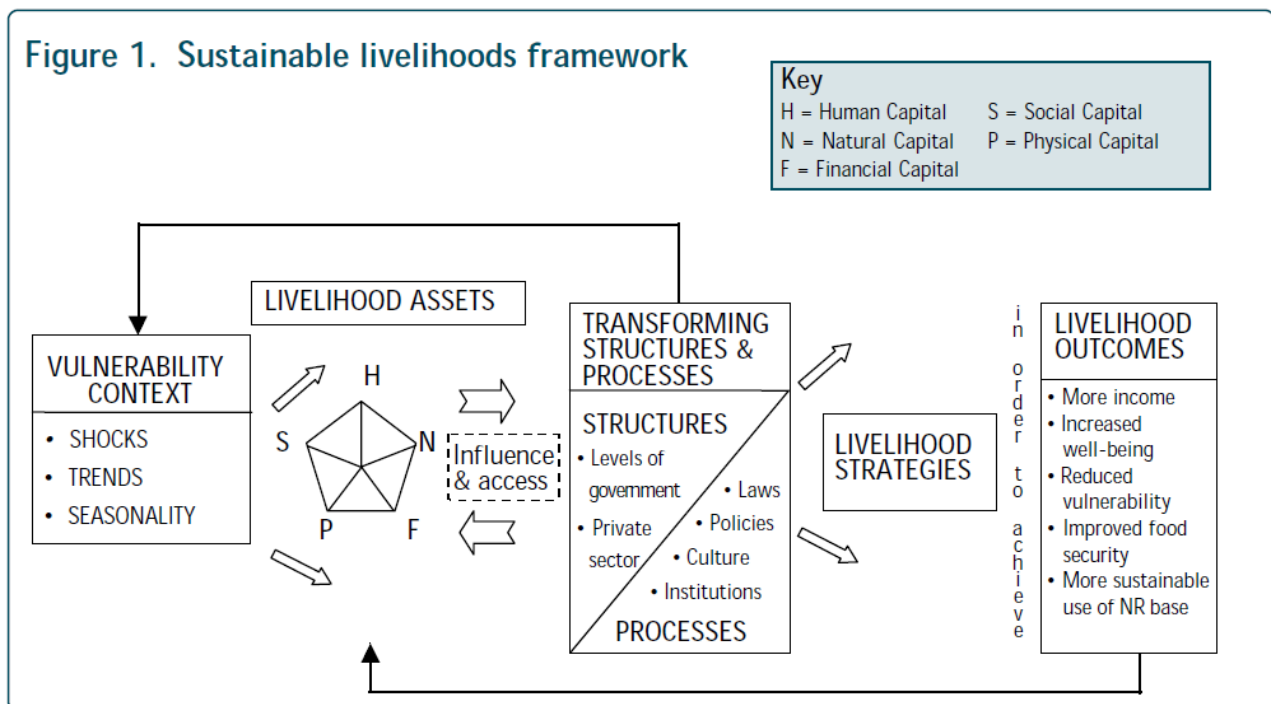 Figure 1. Sustainable livelihoods framework
Key
H = Human Capital S = Social Capital
N = Natural Capital P = Physical Capital
F = Financial Capital
VULNERABILITY
CONTEXT
• SHOCKS
• TRENDS
• SEASONALITY
LIVELIHOOD ASSETS
H
S
N
P
F
Influence
& access
TRANSFORMING
STRUCTURES &
PROCESSES
STRUCTURES
• Levels of
government
• Private
sector
• Laws
• Policies
• Culture
• Institutions
PROCESSES
LIVELIHOOD
STRATEGIES
in order to achieve
LIVELIHOOD
OUTCOMES
• More income
• Increased
well-being
• Reduced
vulnerability
• Improved food
security
• More sustainable
use of NR base